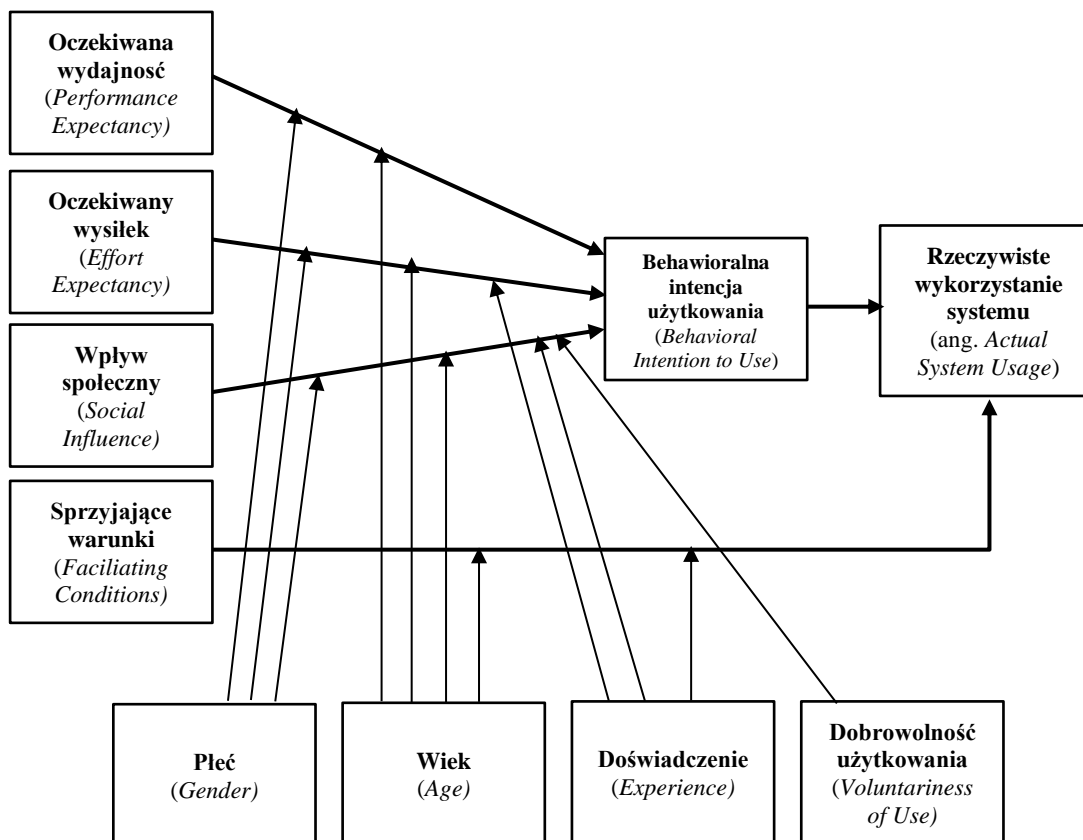 Oczekiwana
wydajnosć
(Performance
Expectancy)
Oczekiwany
wysiłek
(Effort
Expectancy)
Wpływ
społeczny
(Social
Influence)
Sprzyjające
warunki
(Faciliating
Conditions)
Behawioralna
intencja
użytkowania
(Behavioral
Intention to Use)
Rzeczywiste
wykorzystanie
systemu
(ang. Actual
System Usage)
Płeć
(Gender)
Wiek
(Age)
Doświadczenie
(Experience)
Dobrowolność
użytkowania
(Voluntariness
of Use)